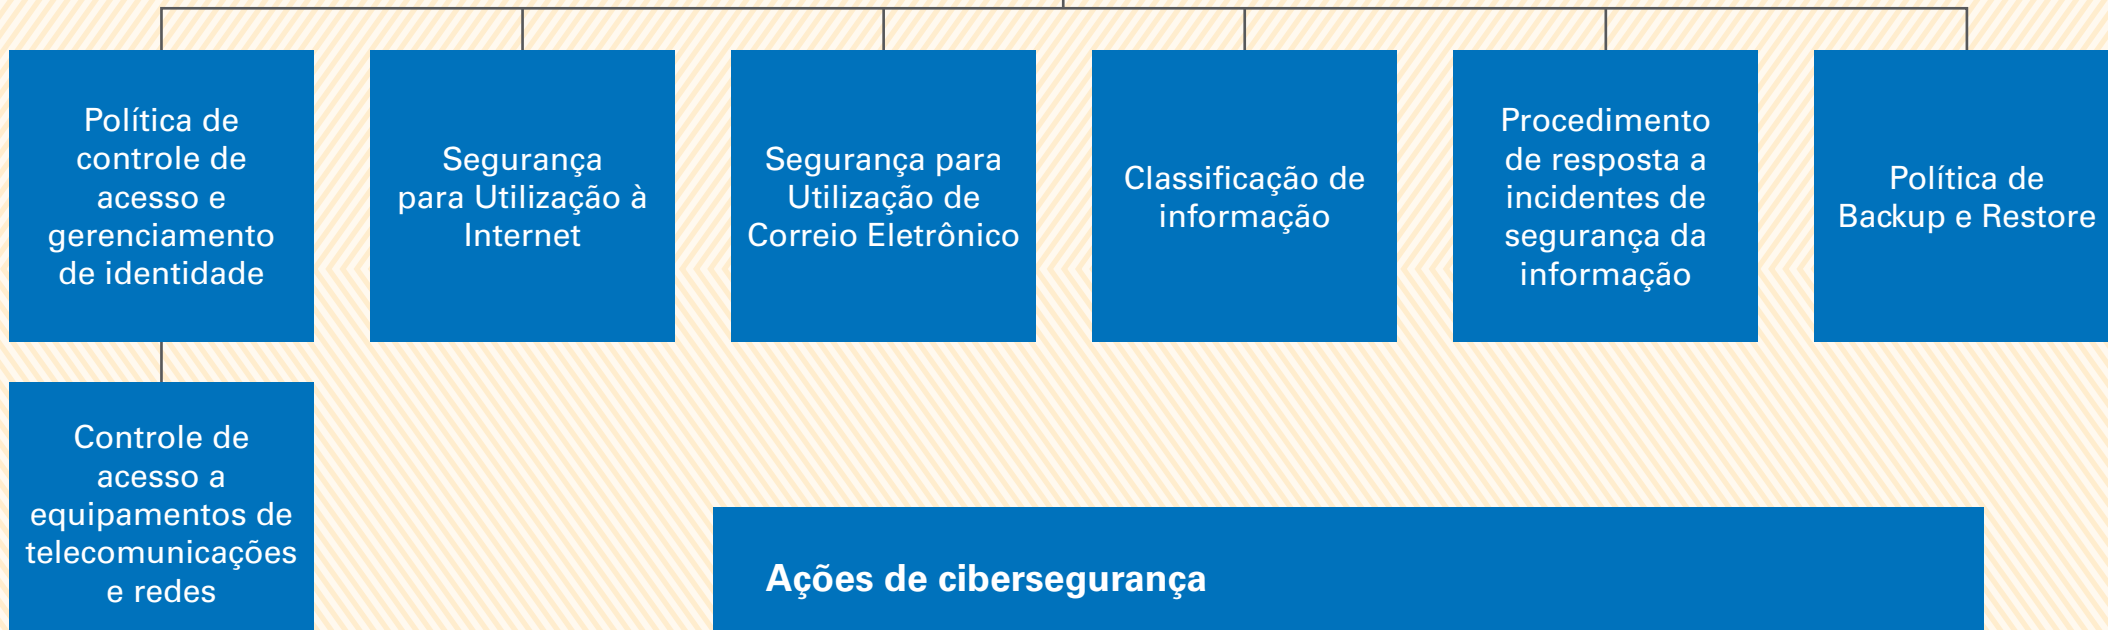 Política de
controle de
acesso e
gerenciamento
de identidade
Segurança
para Utilização à
Internet
Segurança para
Utilização de
Correio Eletrônico
Classificação de
informação
Procedimento
de resposta a
incidentes de
segurança da
informação
Política de
Backup e Restore
Controle de
acesso a
equipamentos de
telecomunicações
e redes
Ações de cibersegurança